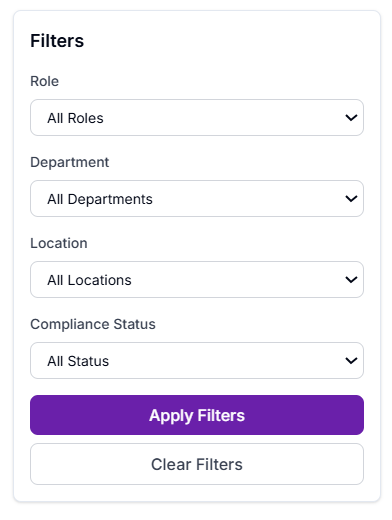 Filters
Role
All Roles
Department
All Departments
Location
All Locations
Compliance Status
All Status
Apply Filters
Clear Filters